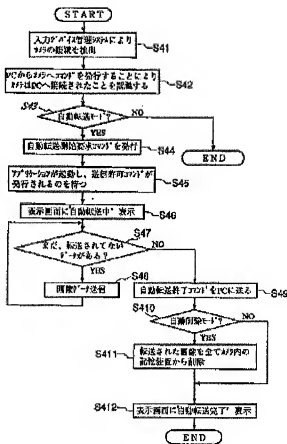 START
入力デバイス管理システムにより
カメラの接続を検出
S41
PCからカメラへコマンドを発行することにより
カメラはPCへ接続されたことを認識する
S42
S43
自動転送モード?
NO
YES
END
自動転送開始要求コマンドを発行
S44
アプリケーションが起動し、送信許可コマンドが
発行されるのを待つ
S45
表示画面に"自動転送中"表示
S46
S47
まだ、転送されてない
データがある?
NO
YES
S48
画像データ送信
自動転送終了コマンドをPCに送る
S49
S410
自動削除モード?
NO
YES
S411
転送された画像を全てカメラ内の
記憶装置から削除
S412
表示画面に"自動転送完了"表示
END